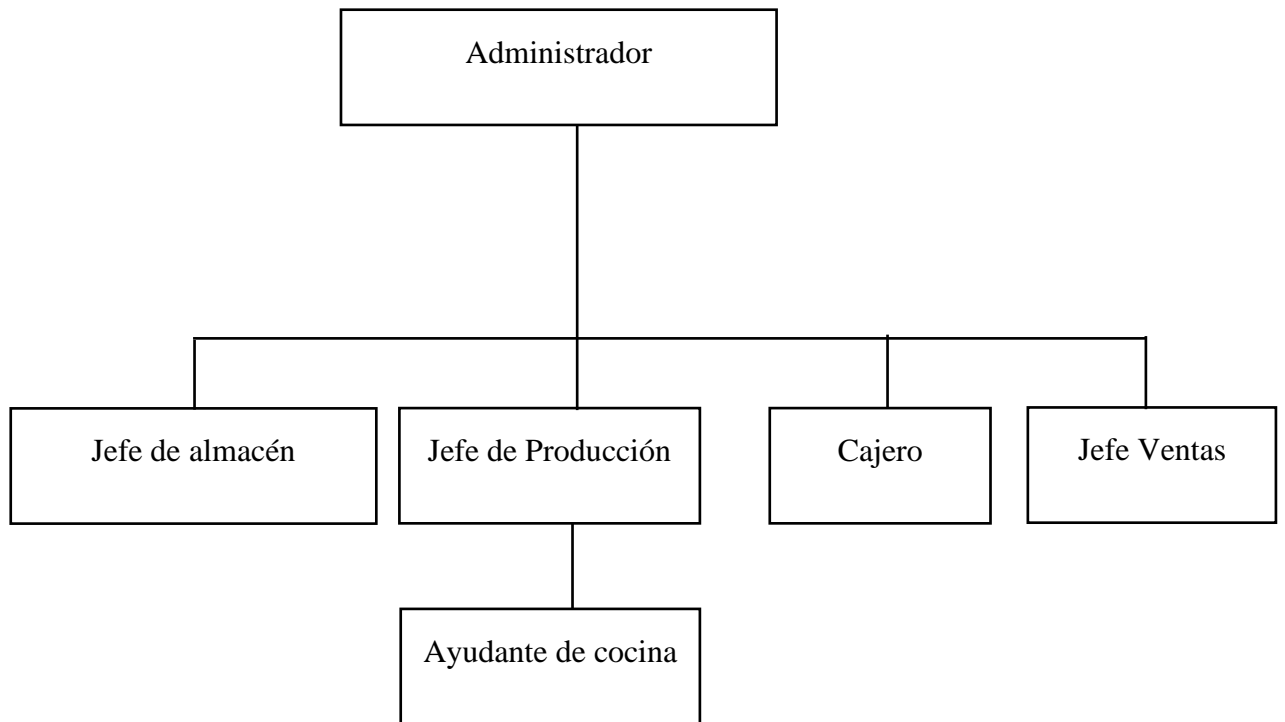 Administrador
Jefe de almacén
Jefe de Producción
Cajero
Jefe Ventas
Ayudante de cocina